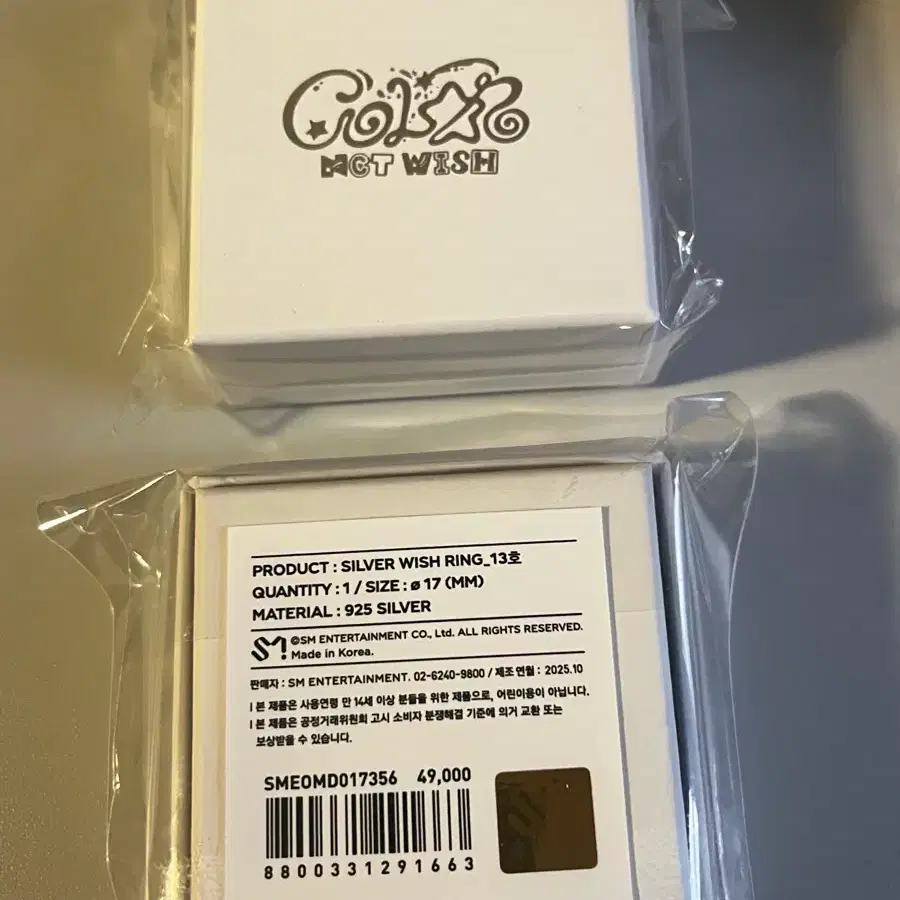 COLOR
NCT WISH
PRODUCT : SILVER WISH RING_13호
QUANTITY : 1 / SIZE : ø 17 (MM)
MATERIAL : 925 SILVER
SM! ©SM ENTERTAINMENT CO., Ltd. ALL RIGHTS RESERVED.
Made in Korea.
판매자 : SM ENTERTAINMENT. 02-6240-9800 / 제조 연월 : 2025.10
I 본 제품은 사용연령 만 14세 이상 분들을 위한 제품으로, 어린이용이 아닙니다.
I 본 제품은 공정거래위원회 고시 소비자 분쟁해결 기준에 의거 교환 또는
보상받을 수 있습니다.
SMEOMD017356 49,000
8800331291663